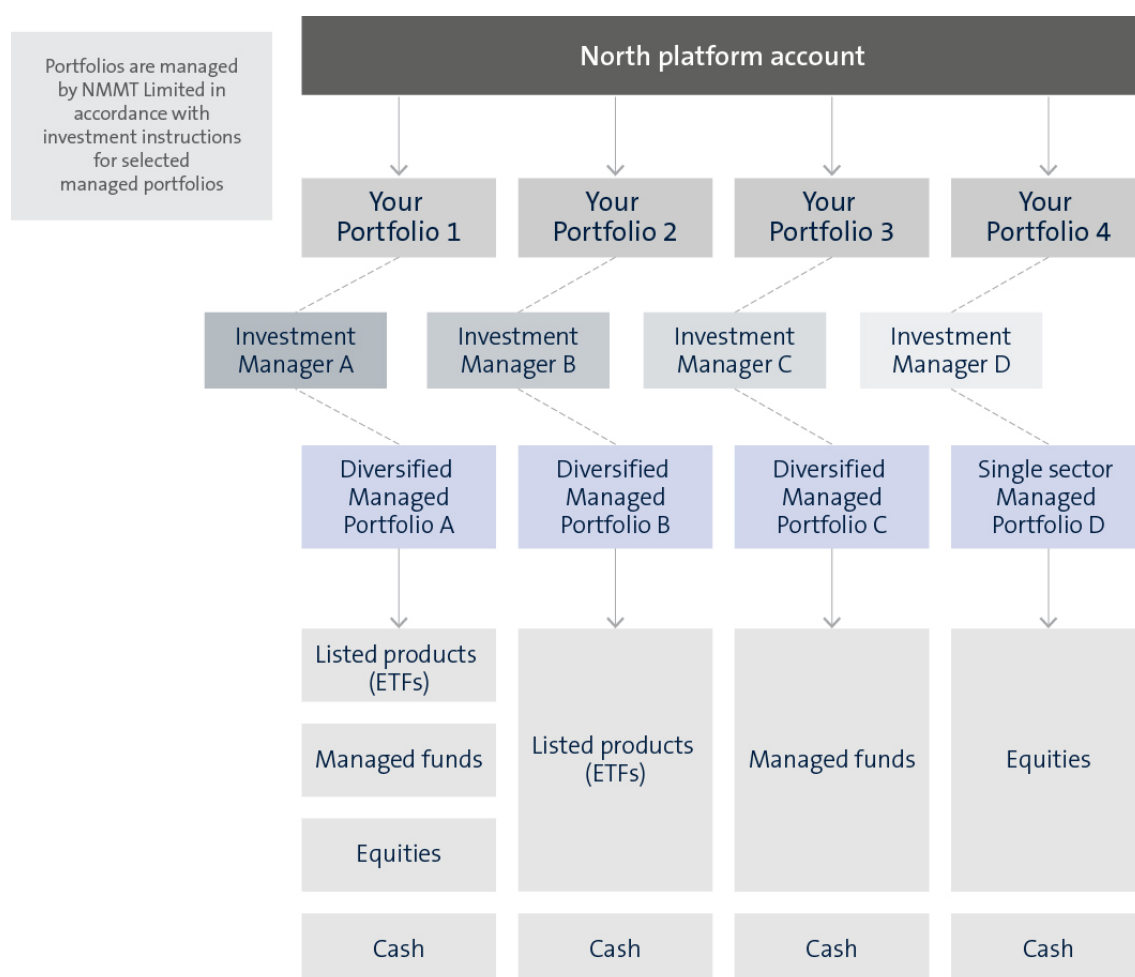 Portfolios are managed
by NMMT Limited in
accordance with
investment instructions
for selected
managed portfolios
North platform account
Your
Portfolio 1
Your
Portfolio 2
Your
Portfolio 3
Your
Portfolio 4
Investment
Manager A
Investment
Manager B
Investment
Manager C
Investment
Manager D
Diversified
Managed
Portfolio A
Diversified
Managed
Portfolio B
Diversified
Managed
Portfolio C
Single sector
Managed
Portfolio D
Listed products
(ETFs)
Managed funds
Equities
Listed products
(ETFs)
Managed funds
Equities
Cash
Cash
Cash
Cash